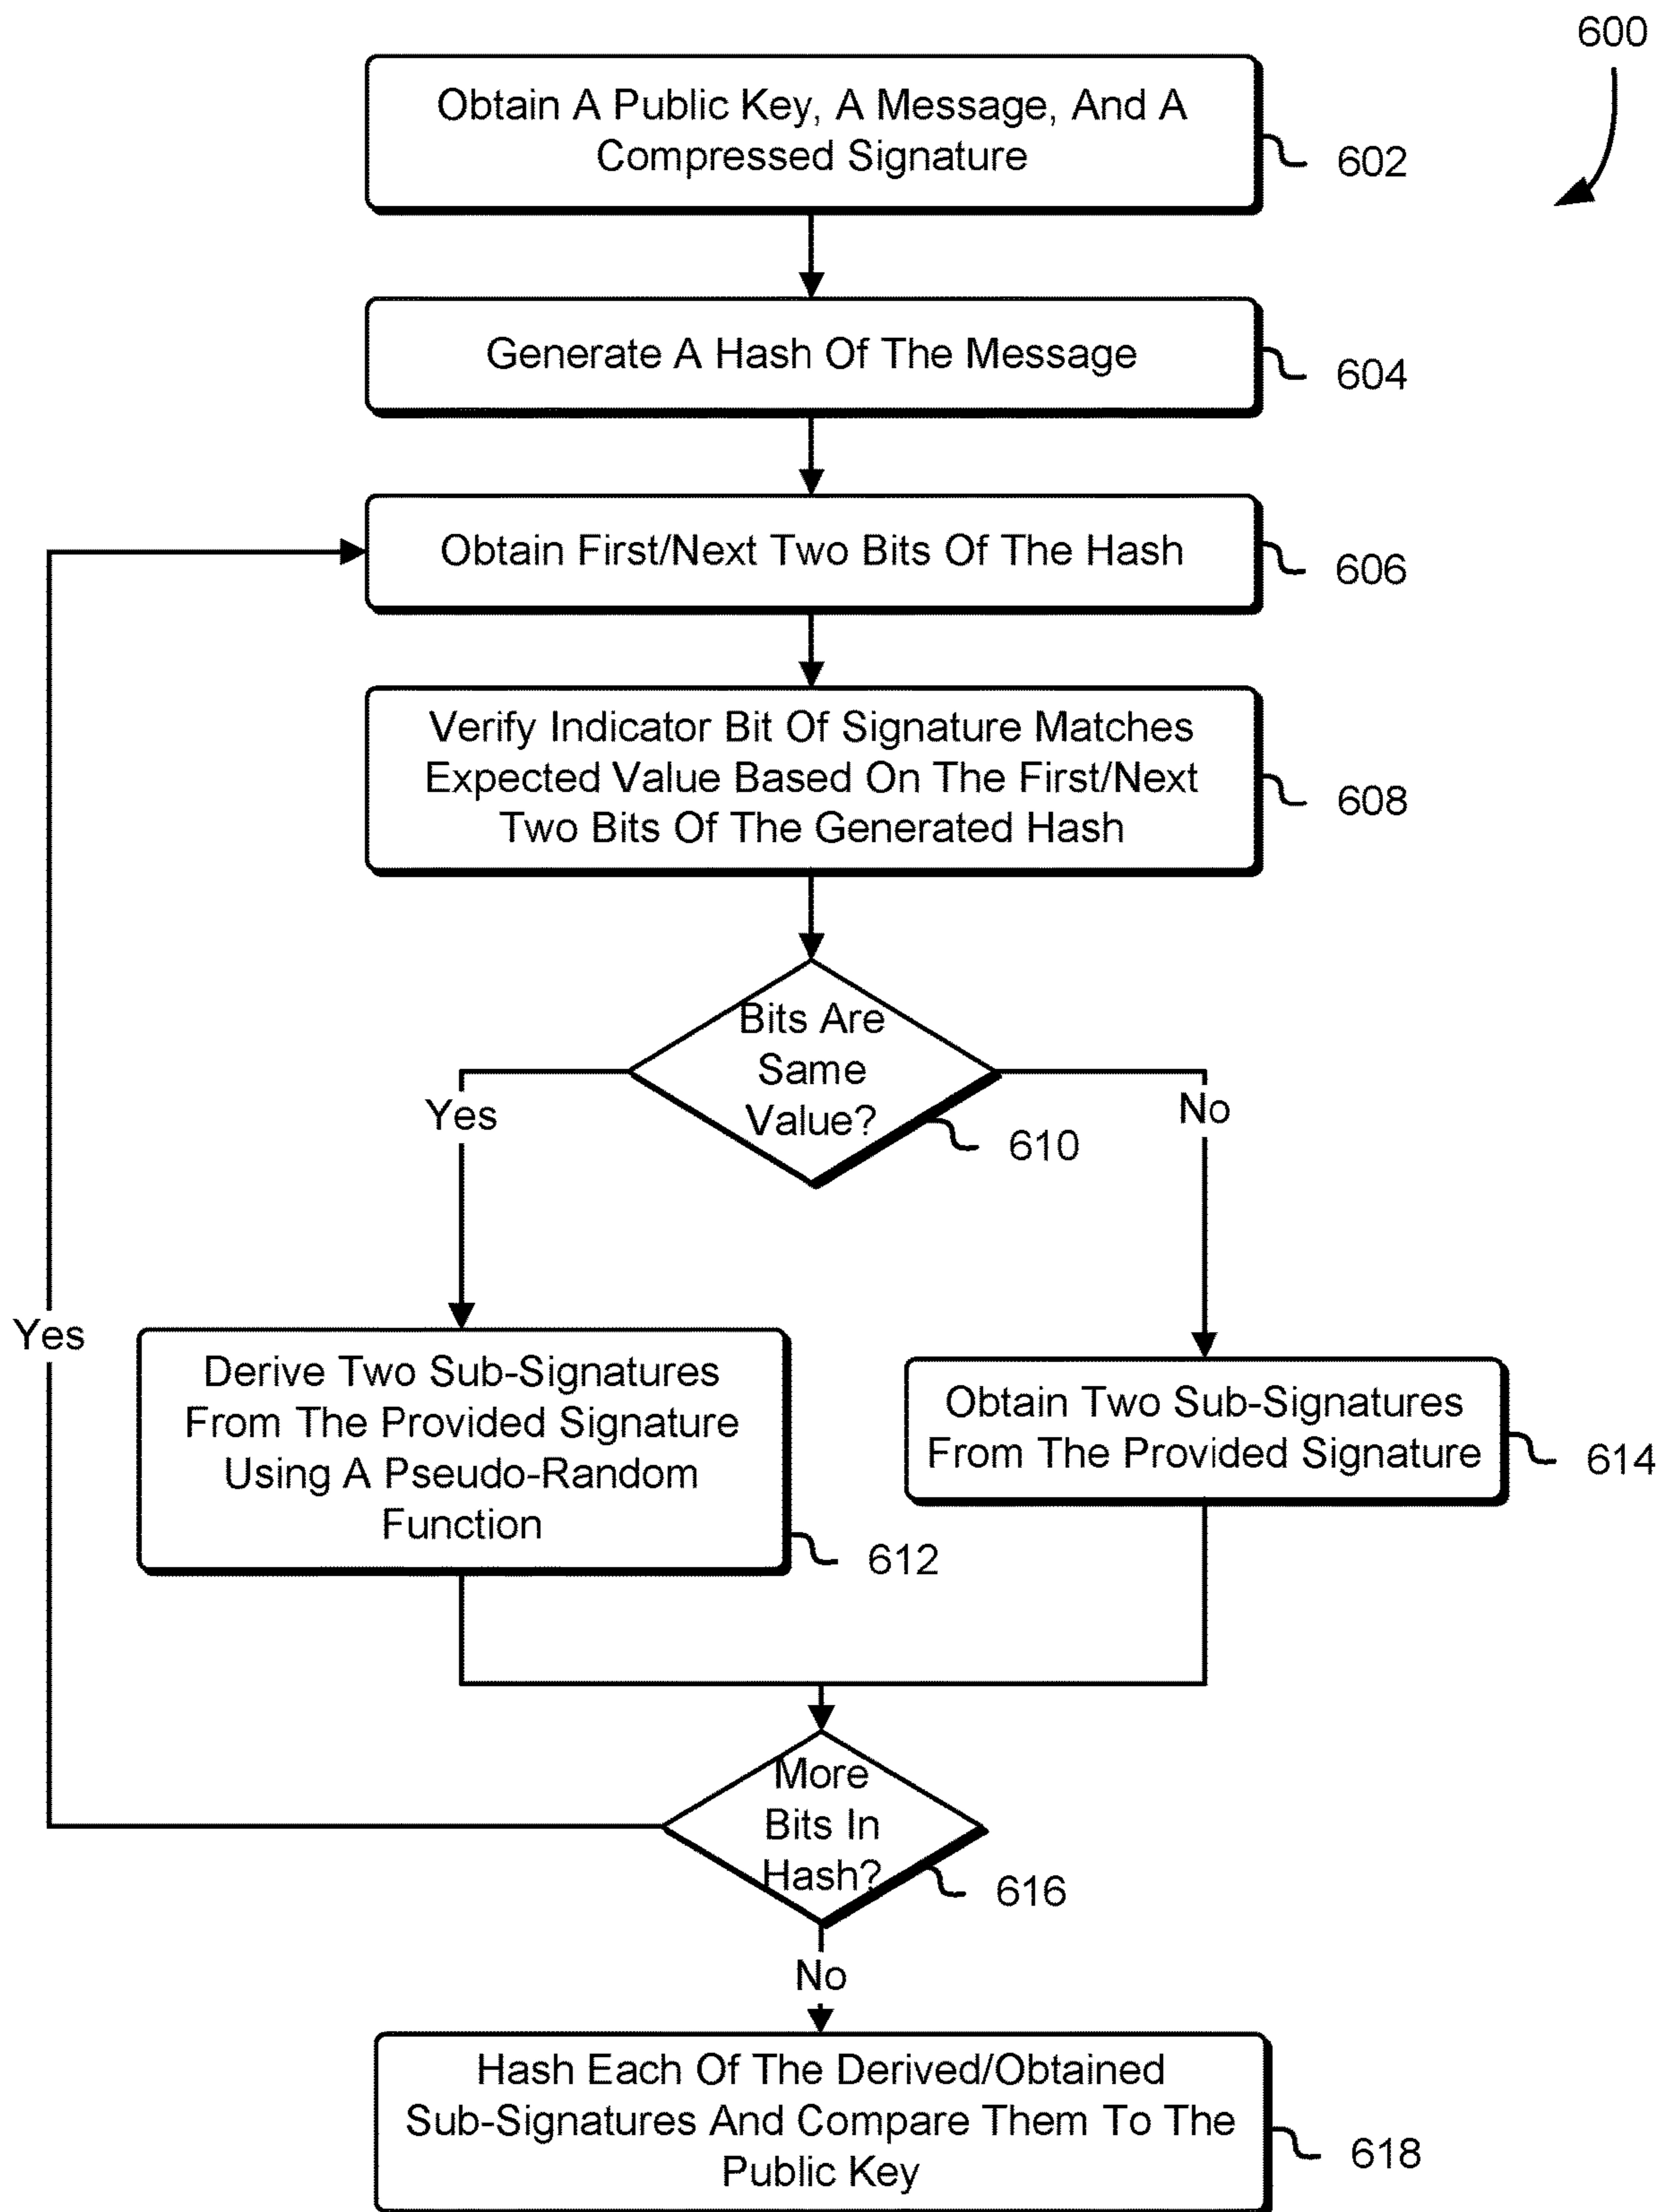 600
Obtain A Public Key, A Message, And A
Compressed Signature
602
Generate A Hash Of The Message
604
Obtain First/Next Two Bits Of The Hash
606
Verify Indicator Bit Of Signature Matches
Expected Value Based On The First/Next
Two Bits Of The Generated Hash
608
Bits Are
Same
Value?
610
Yes
No
Yes
Derive Two Sub-Signatures
From The Provided Signature
Using A Pseudo-Random
Function
612
Obtain Two Sub-Signatures
From The Provided Signature
614
More
Bits In
Hash?
616
No
Hash Each Of The Derived/Obtained
Sub-Signatures And Compare Them To The
Public Key
618